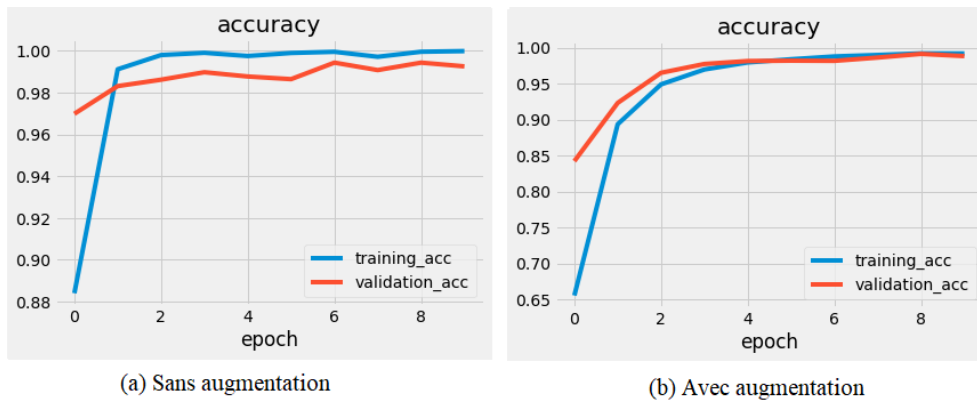 accuracy
1.00
0.98
0.96
0.94
0.92
0.90
0.88
training_acc
validation_acc
0 2 4 6 8
epoch
(a) Sans augmentation
accuracy
1.00
0.95
0.90
0.85
0.80
0.75
0.70
0.65
training_acc
validation_acc
0 2 4 6 8
epoch
(b) Avec augmentation